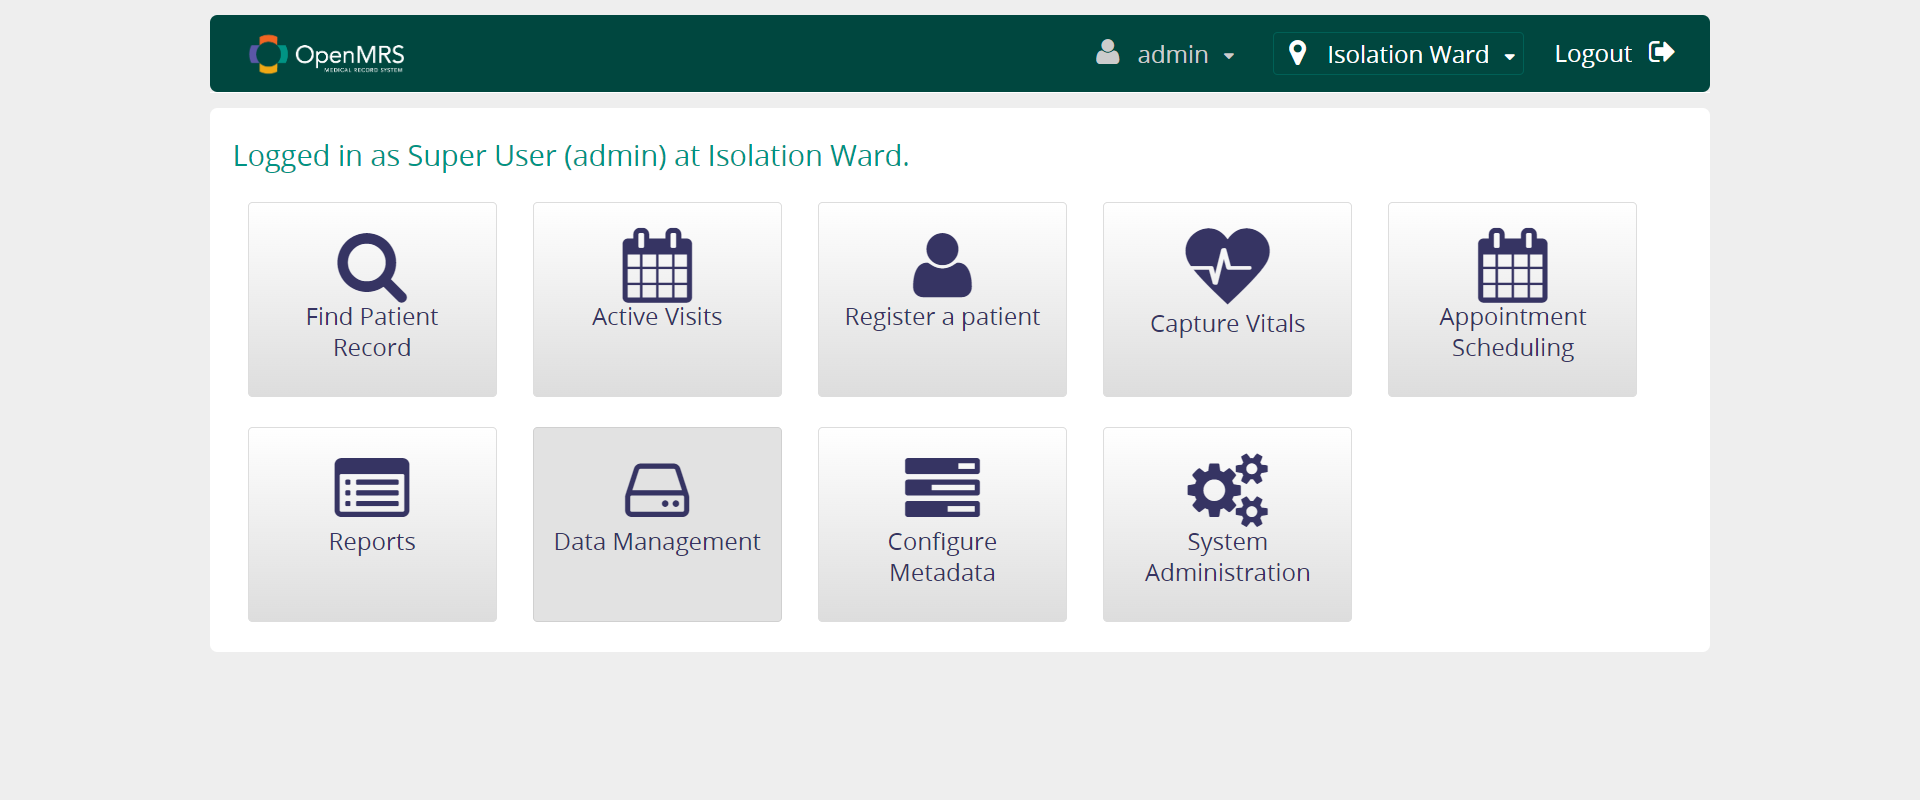 OpenMRS
MEDICAL RECORD SYSTEM
admin
Isolation Ward
Logout
Logged in as Super User (admin) at Isolation Ward.
Find Patient
Record
Active Visits
Register a patient
Capture Vitals
Appointment
Scheduling
Reports
Data Management
Configure
Metadata
System
Administration